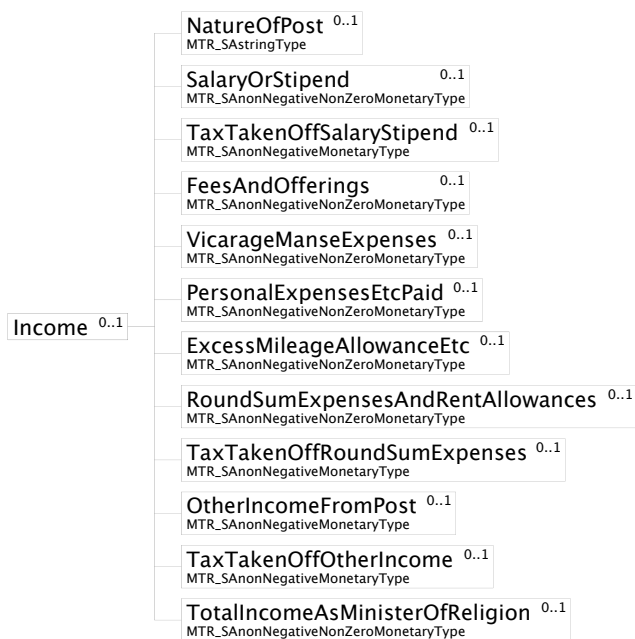 NatureOfPost 0..1
MTR_SAstringType
SalaryOrStipend 0..1
MTR_SAnonNegativeNonZeroMonetaryType
TaxTakenOffSalaryStipend 0..1
MTR_SAnonNegativeMonetaryType
FeesAndOfferings 0..1
MTR_SAnonNegativeNonZeroMonetaryType
VicarageManseExpenses 0..1
MTR_SAnonNegativeNonZeroMonetaryType
PersonalExpensesEtcPaid 0..1
MTR_SAnonNegativeNonZeroMonetaryType
Income 0..1
ExcessMileageAllowanceEtc 0..1
MTR_SAnonNegativeNonZeroMonetaryType
RoundSumExpensesAndRentAllowances 0..1
MTR_SAnonNegativeNonZeroMonetaryType
TaxTakenOffRoundSumExpenses 0..1
MTR_SAnonNegativeMonetaryType
OtherIncomeFromPost 0..1
MTR_SAnonNegativeMonetaryType
TaxTakenOffOtherIncome 0..1
MTR_SAnonNegativeMonetaryType
TotalIncomeAsMinisterOfReligion 0..1
MTR_SAnonNegativeNonZeroMonetaryType